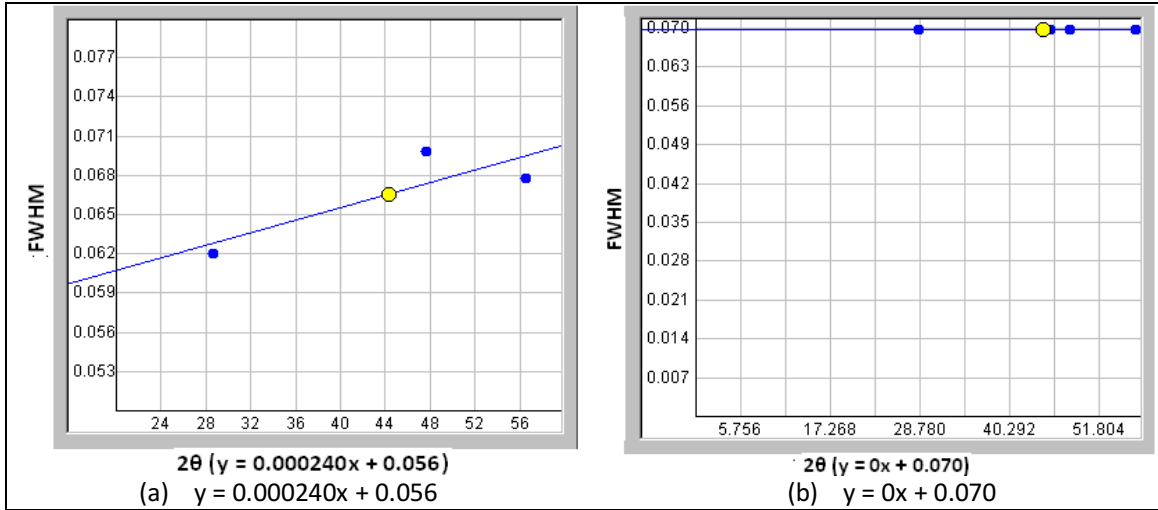 0.077
0.074
0.071
0.068
0.065
0.062
0.059
0.056
0.053
FWHM
24 28 32 36 40 44 48 52 56
2θ (y = 0.000240x + 0.056)
(a) y = 0.000240x + 0.056
0.070
0.063
0.056
0.049
0.042
0.035
0.028
0.021
0.014
0.007
FWHM
5.756 17.268 28.780 40.292 51.804
2θ (y = 0x + 0.070)
(b) y = 0x + 0.070